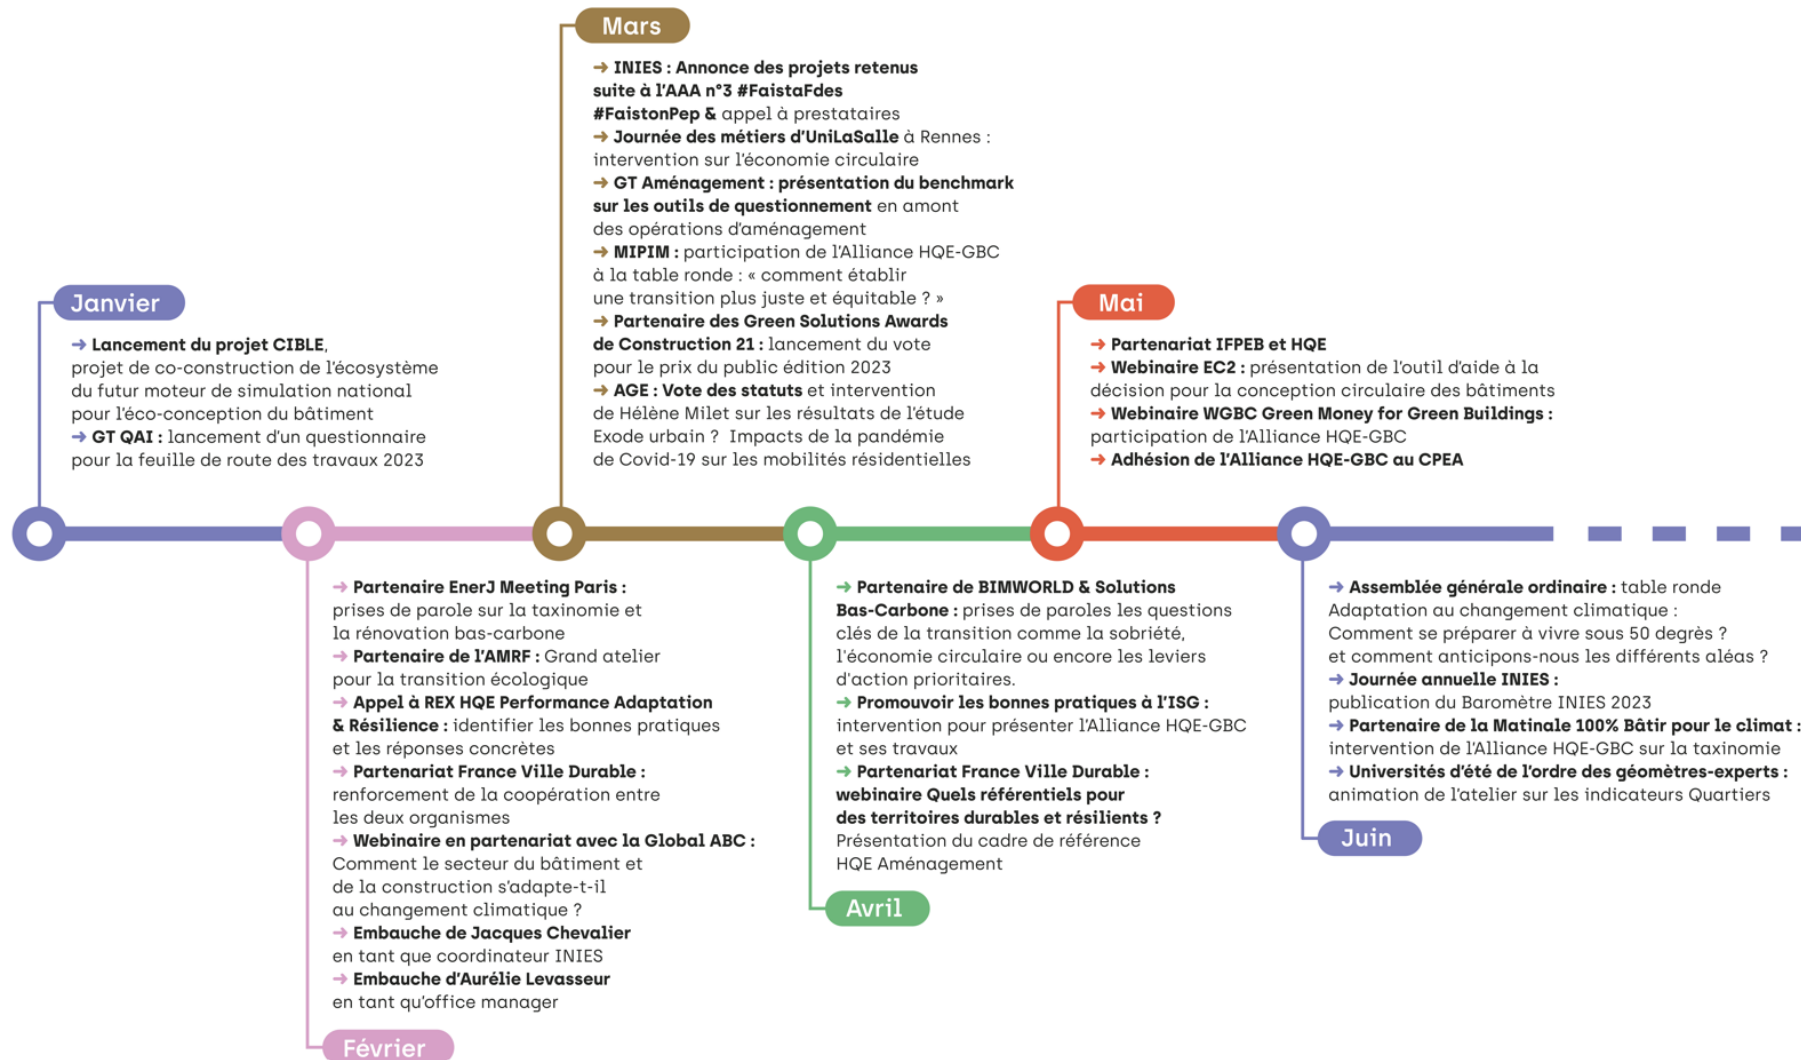 Mars
→ INIES : Annonce des projets retenus
suite à l'AAA n°3 #FaistaFdes
#FaistonPep & appel à prestataires
→ Journée des métiers d'UniLaSalle à Rennes :
intervention sur l'économie circulaire
→ GT Aménagement : présentation du benchmark
sur les outils de questionnement en amont
des opérations d'aménagement
→ MIPIM : participation de l'Alliance HQE-GBC
à la table ronde : « comment établir
une transition plus juste et équitable ? »
→ Partenaire des Green Solutions Awards
de Construction 21 : lancement du vote
pour le prix du public édition 2023
→ AGE : Vote des statuts et intervention
de Hélène Milet sur les résultats de l'étude
Exode urbain ? Impacts de la pandémie
de Covid-19 sur les mobilités résidentielles
Janvier
→ Lancement du projet CIBLE,
projet de co-construction de l'écosystème
du futur moteur de simulation national
pour l'éco-conception du bâtiment
→ GT QAI : lancement d'un questionnaire
pour la feuille de route des travaux 2023
Mai
→ Partenariat IFPEB et HQE
→ Webinaire EC2 : présentation de l'outil d'aide à la
décision pour la conception circulaire des bâtiments
→ Webinaire WGBC Green Money for Green Buildings :
participation de l'Alliance HQE-GBC
→ Adhésion de l'Alliance HQE-GBC au CPEA
→ Partenaire EnerJ Meeting Paris :
prises de parole sur la taxinomie et
la rénovation bas-carbone
→ Partenaire de l'AMRF : Grand atelier
pour la transition écologique
→ Appel à REX HQE Performance Adaptation
& Résilience : identifier les bonnes pratiques
et les réponses concrètes
→ Partenariat France Ville Durable :
renforcement de la coopération entre
les deux organismes
→ Webinaire en partenariat avec la Global ABC :
Comment le secteur du bâtiment et
de la construction s'adapte-t-il
au changement climatique ?
→ Embauche de Jacques Chevalier
en tant que coordinateur INIES
→ Embauche d'Aurélie Levasseur
en tant qu'office manager
Février
→ Partenaire de BIMWORLD & Solutions
Bas-Carbone : prises de paroles les questions
clés de la transition comme la sobriété,
l'économie circulaire ou encore les leviers
d'action prioritaires.
→ Promouvoir les bonnes pratiques à l'ISG :
intervention pour présenter l'Alliance HQE-GBC
et ses travaux
→ Partenariat France Ville Durable :
webinaire Quels référentiels pour
des territoires durables et résilients ?
Présentation du cadre de référence
HQE Aménagement
Avril
→ Assemblée générale ordinaire : table ronde
Adaptation au changement climatique :
Comment se préparer à vivre sous 50 degrès ?
et comment anticipons-nous les différents aléas ?
→ Journée annuelle INIES :
publication du Baromètre INIES 2023
→ Partenaire de la Matinale 100% Bâtir pour le climat :
intervention de l'Alliance HQE-GBC sur la taxinomie
→ Universités d'été de l'ordre des géomètres-experts :
animation de l'atelier sur les indicateurs Quartiers
Juin